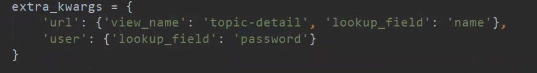 extra_kwargs = {
    'url': {'view_name': 'topic-detail', 'lookup_field': 'name'},
    'user': {'lookup_field': 'password'}
}